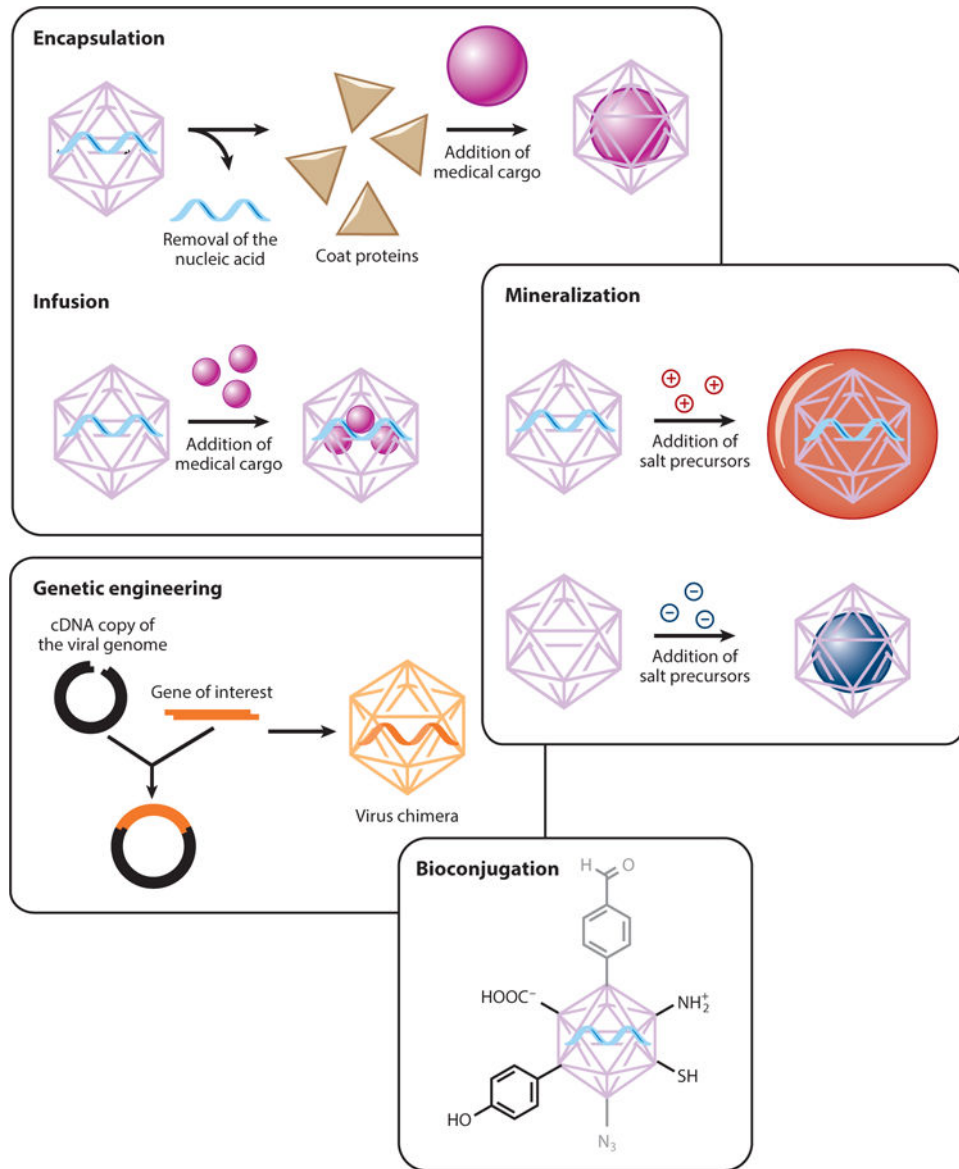 Encapsulation
Addition of
medical cargo
Removal of the
nucleic acid
Coat proteins
Infusion
Addition of
medical cargo
Mineralization
+
+
+
Addition of
salt precursors
−
−
−
Addition of
salt precursors
Genetic engineering
cDNA copy of
the viral genome
Gene of interest
Virus chimera
Bioconjugation
H
O
HOOC⁻
NH₂⁺
SH
HO
N₃